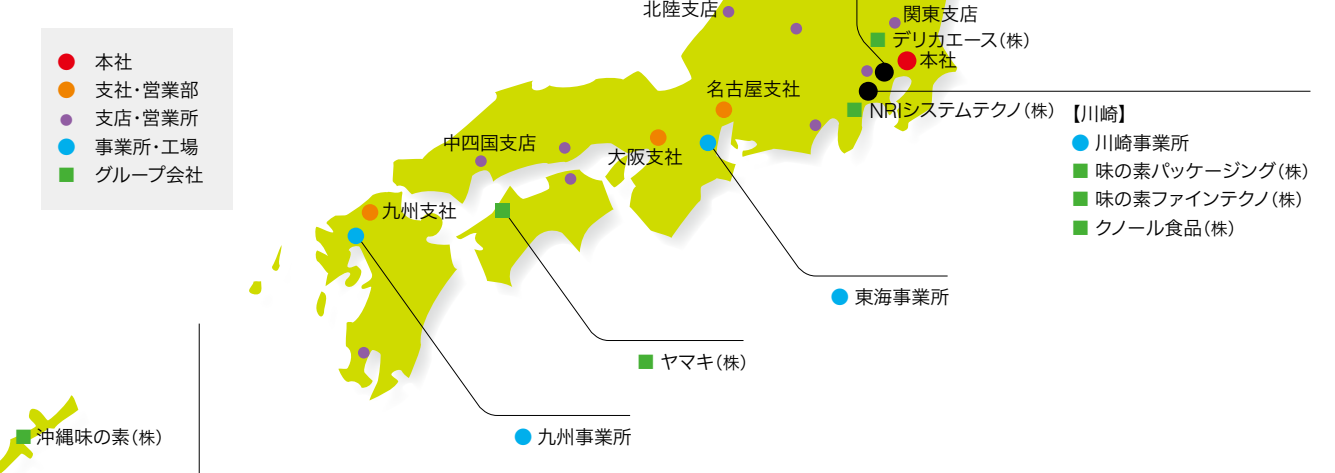 本社
支社・営業部
支店・営業所
事業所・工場
グループ会社
北陸支店
関東支店
デリカエース(株)
本社
名古屋支社
NRIシステムテクノ(株)
【川崎】
川崎事業所
味の素パッケージング(株)
味の素ファインテクノ(株)
クノール食品(株)
中四国支店
大阪支社
九州支社
東海事業所
ヤマキ(株)
九州事業所
沖縄味の素(株)